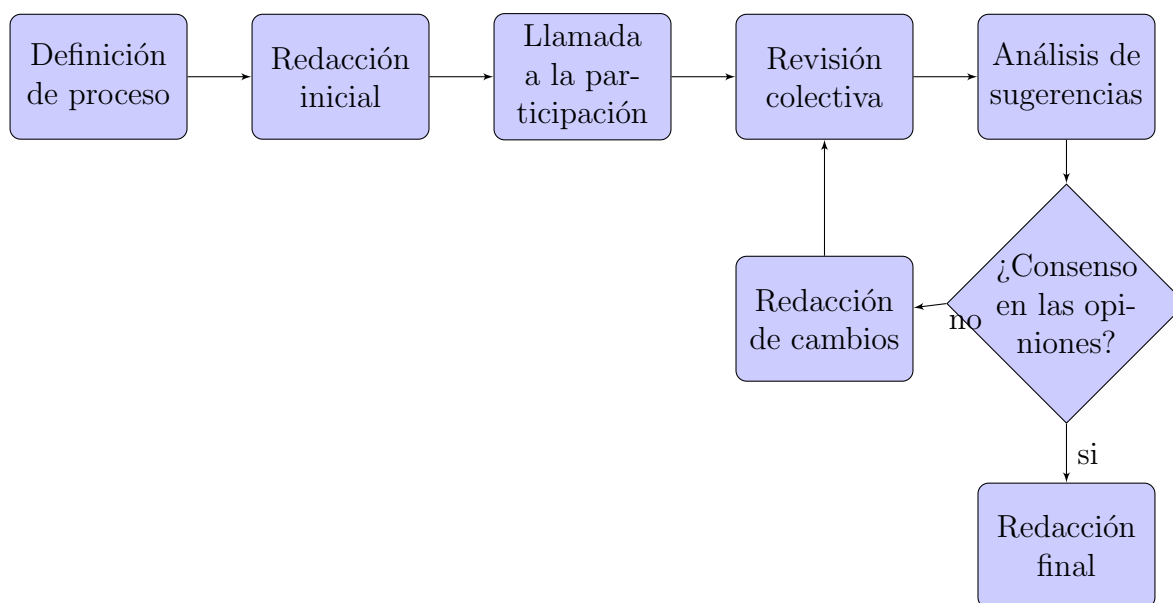 Definición
de proceso
Redacción
inicial
Llamada
a la par-
ticipación
Revisión
colectiva
Análisis de
sugerencias
¿Consenso
en las opi-
niones?
no
Redacción
de cambios
si
Redacción
final